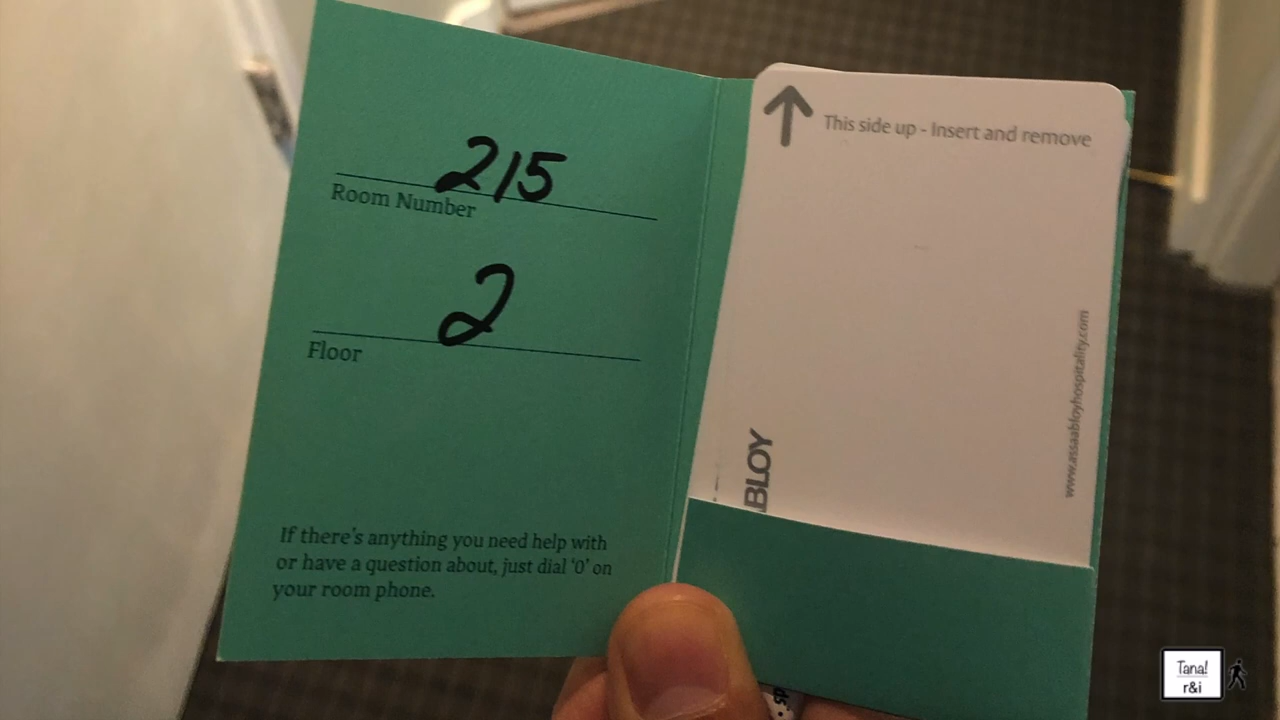 215
Room Number
2
Floor
If there's anything you need help with
or have a question about, just dial '0' on
your room phone.
This side up - Insert and remove
www.assaabloyhospitality.com
BLOY
Tana!
r&i